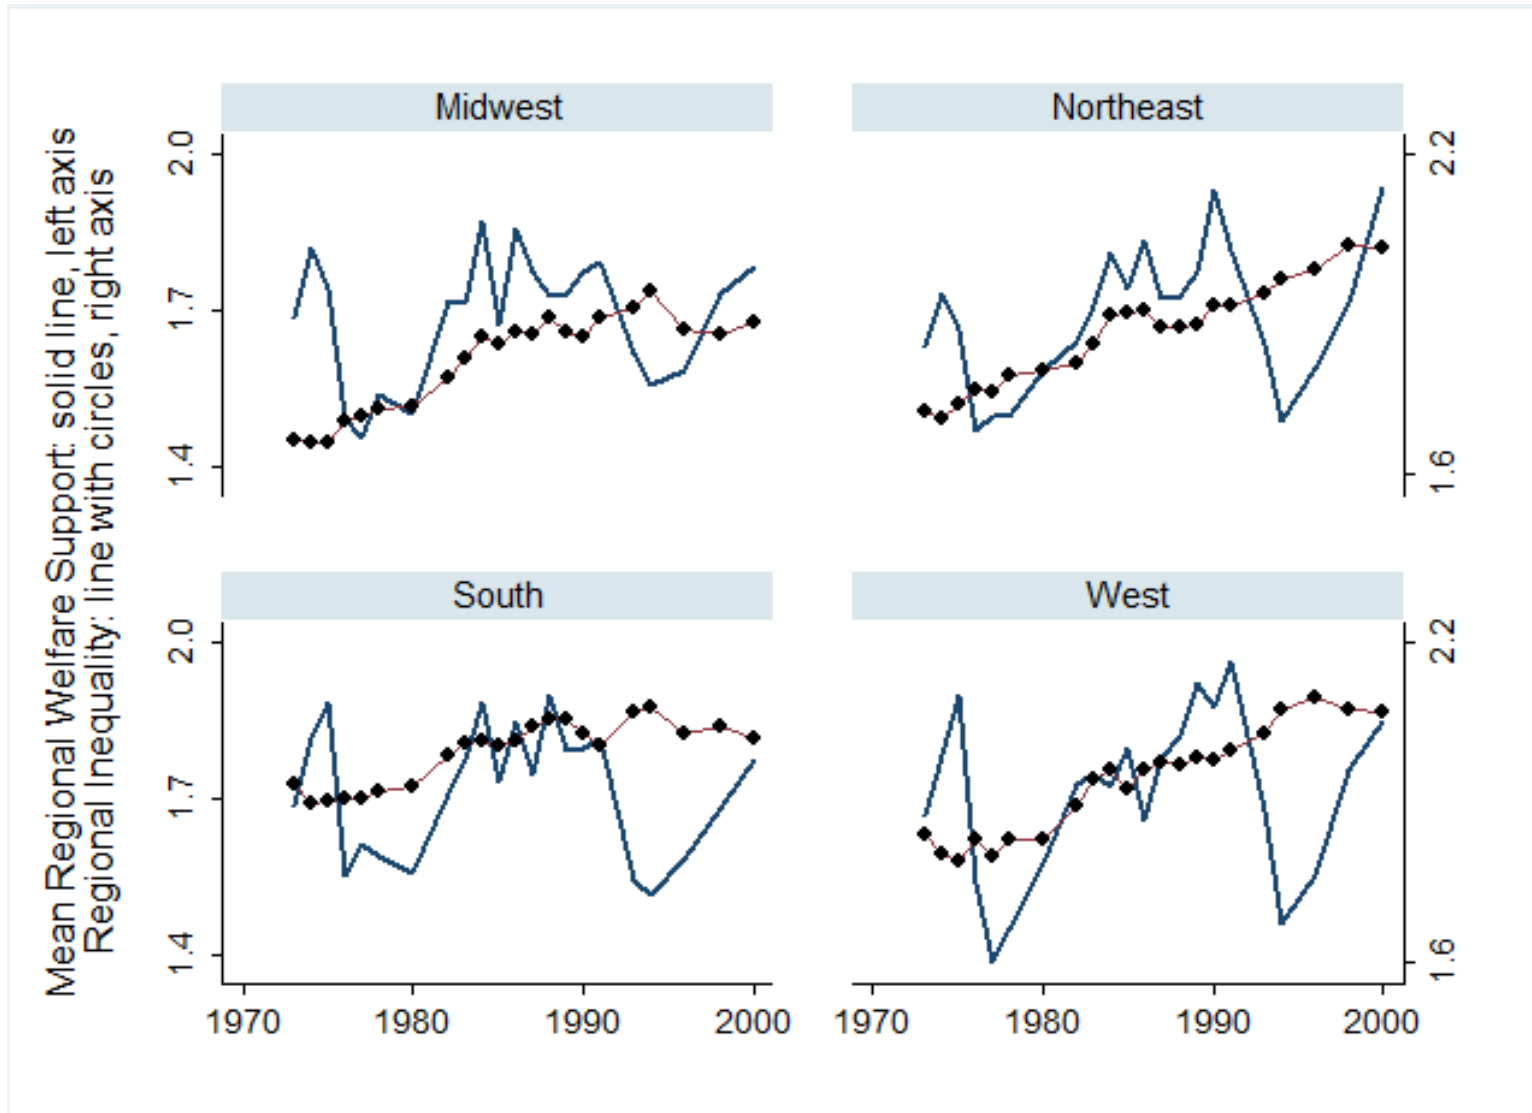 Mean Regional Welfare Support: solid line, left axis
Regional Inequality: line with circles, right axis
Midwest
Northeast
2.0
1.7
1.4
2.2
1.6
South
West
2.0
1.7
1.4
2.2
1.6
1970 1980 1990 2000
1970 1980 1990 2000